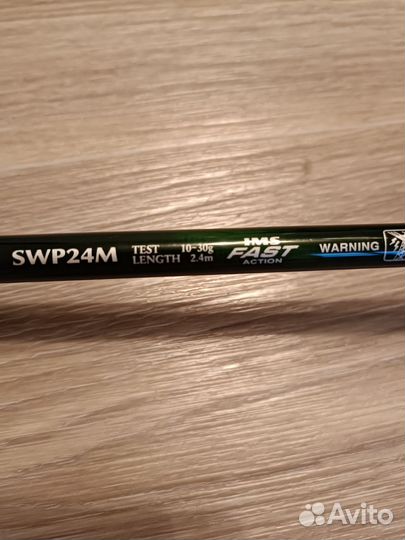 SWP24M
TEST 10-30g
LENGTH 2.4m
IMS
FAST
ACTION
WARNING
Avito